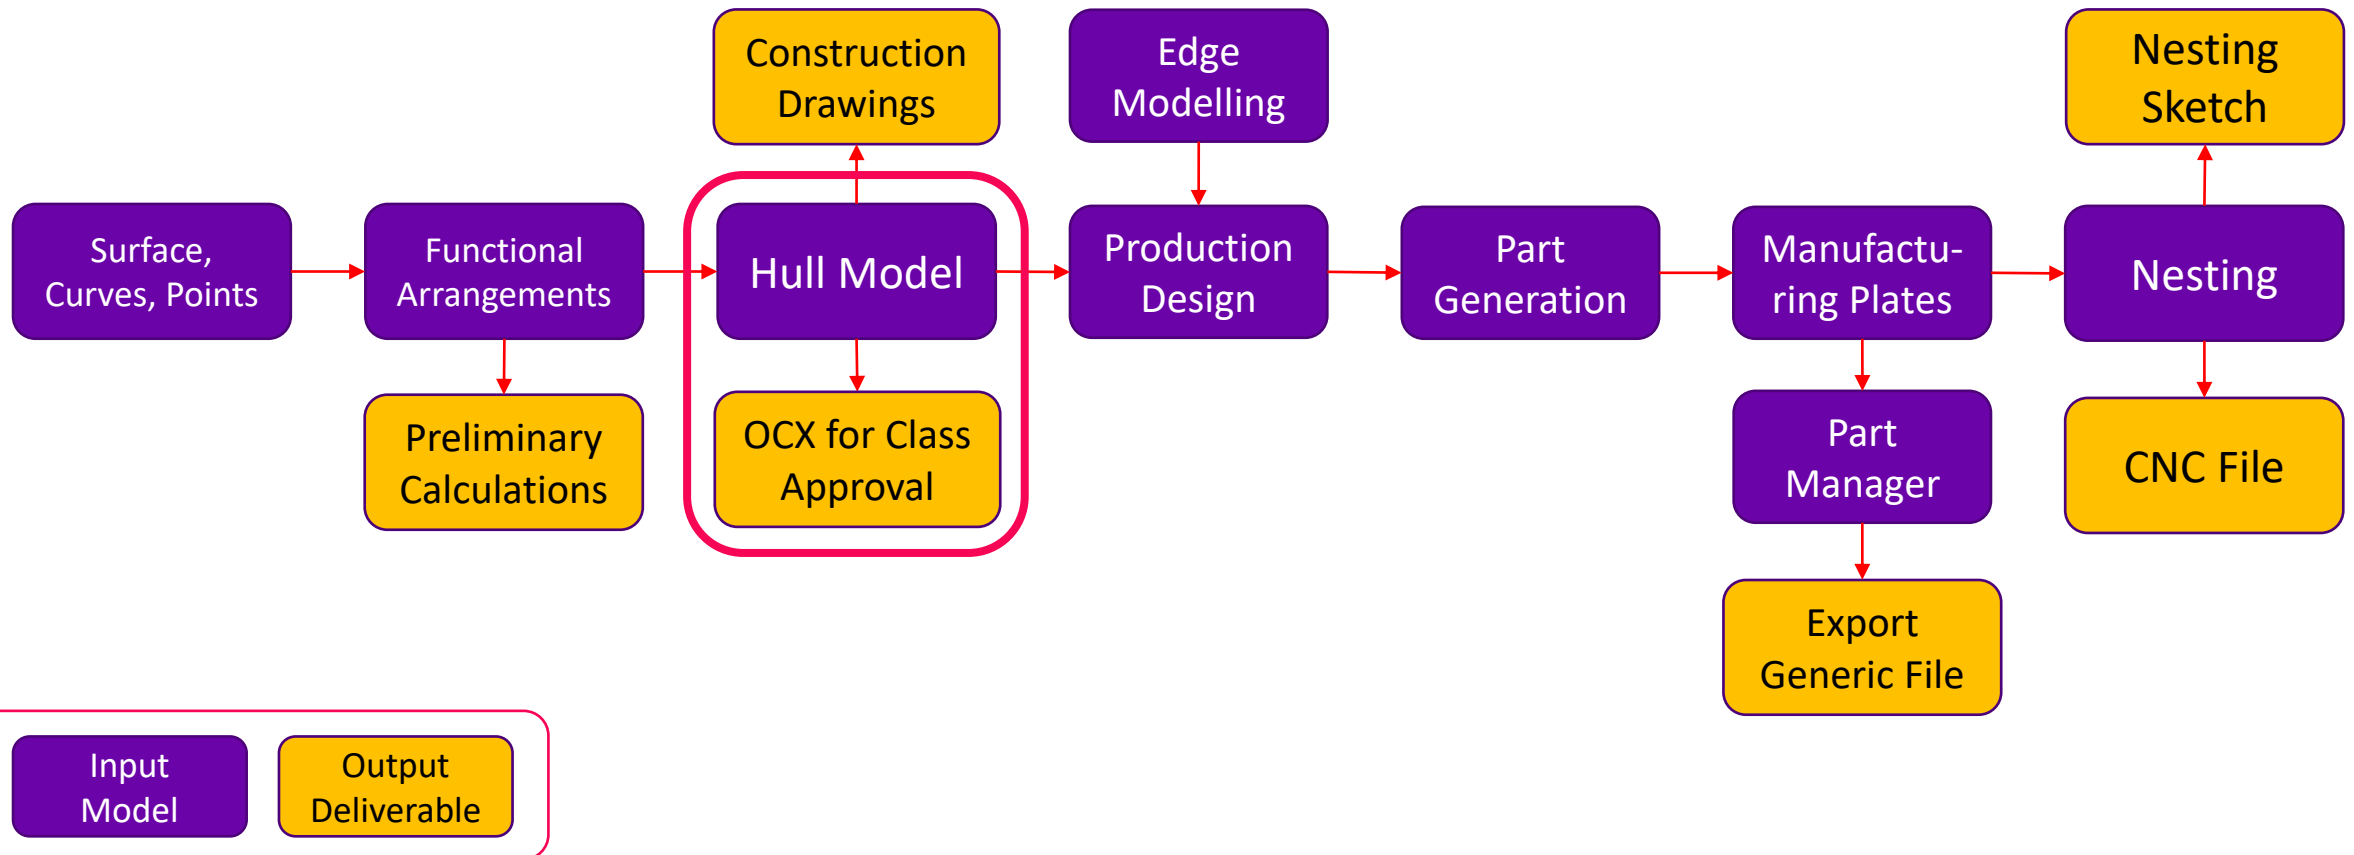 Construction
Drawings
Edge
Modelling
Nesting
Sketch
Surface,
Curves, Points
Functional
Arrangements
Hull Model
Production
Design
Part
Generation
Manufactu-
ring Plates
Nesting
Preliminary
Calculations
OCX for Class
Approval
Part
Manager
CNC File
Export
Generic File
Input
Model
Output
Deliverable